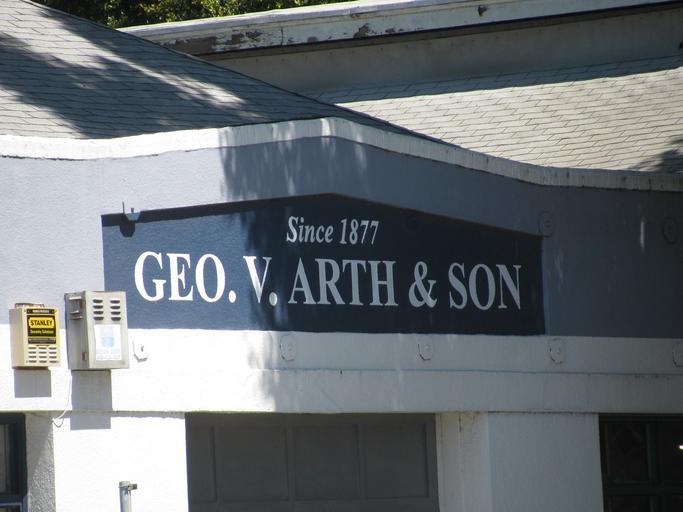 Since 1877
GEO. V. ARTH & SON
STANLEY